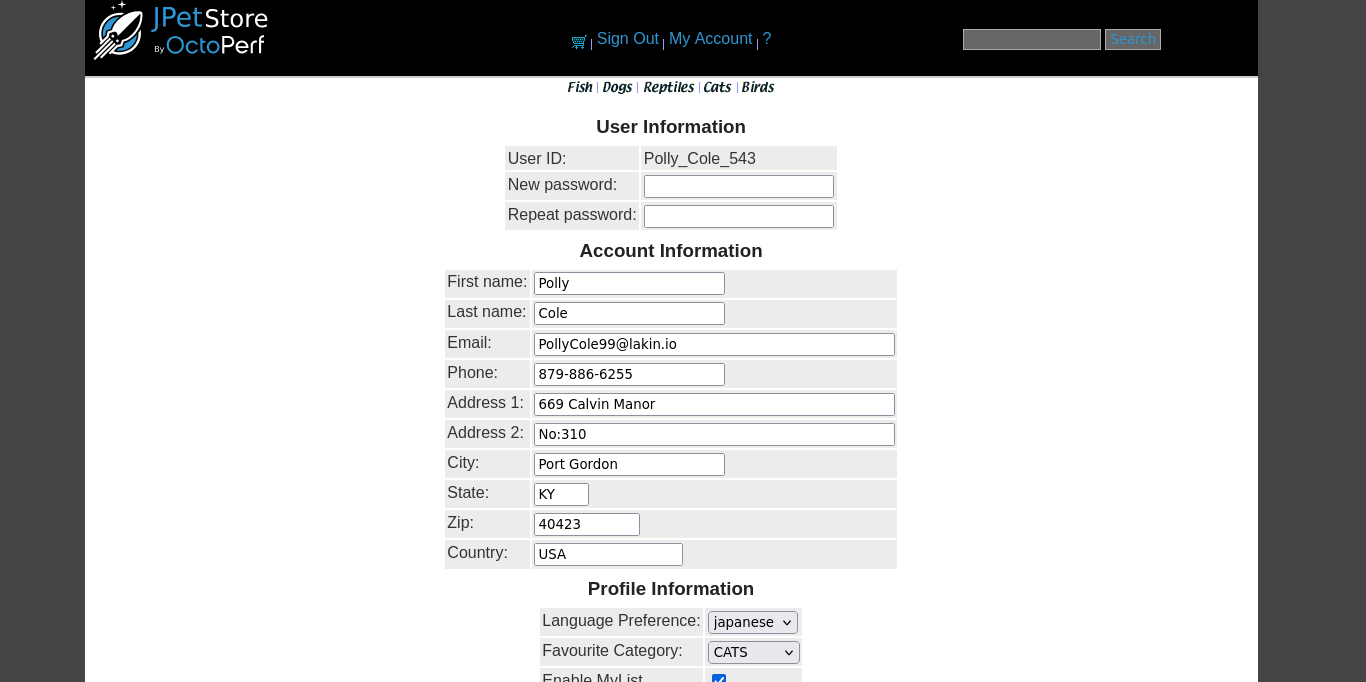 JPetStore
By OctoPerf
Sign Out | My Account | ?
Search
Fish | Dogs | Reptiles | Cats | Birds
User Information
User ID: Polly_Cole_543
New password:
Repeat password:
Account Information
First name: Polly
Last name: Cole
Email: PollyCole99@lakin.io
Phone: 879-886-6255
Address 1: 669 Calvin Manor
Address 2: No:310
City: Port Gordon
State: KY
Zip: 40423
Country: USA
Profile Information
Language Preference: japanese
Favourite Category: CATS
Enable MyList